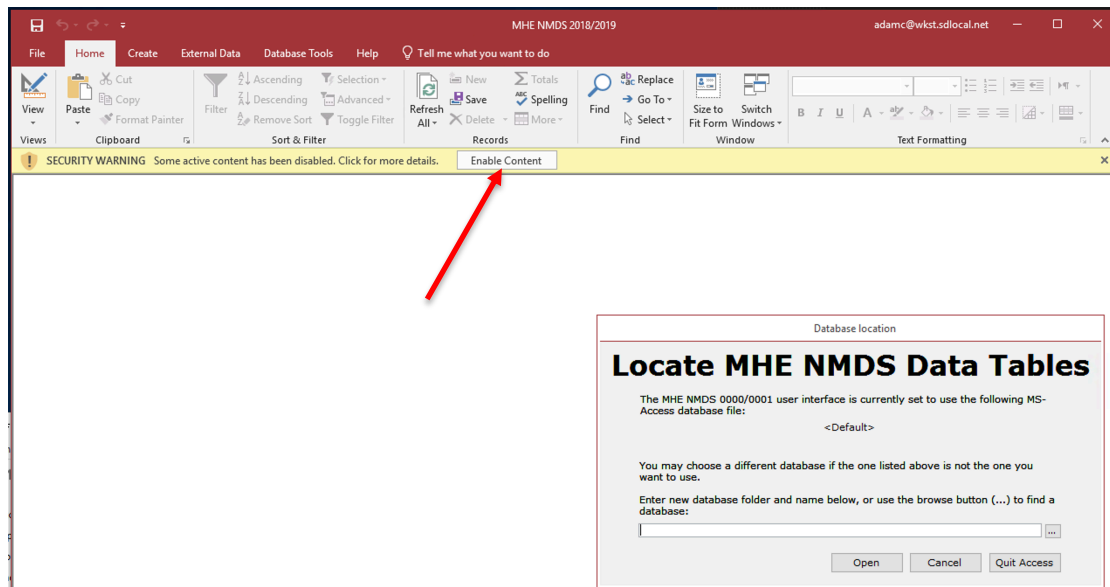 MHE NMDS 2018/2019
adamc@wkst.sdlocal.net
File Home Create External Data Database Tools Help Tell me what you want to do
View
Views
Paste
Cut
Copy
Format Painter
Clipboard
Filter
Ascending
Descending
Remove Sort
Selection
Advanced
Toggle Filter
Sort & Filter
Refresh
All
New
Save
Delete
Totals
Spelling
More
Records
Find
Replace
Go To
Select
Find
Size to
Fit Form
Switch
Windows
Window
B I U A
Text Formatting
SECURITY WARNING Some active content has been disabled. Click for more details. Enable Content
Database location
Locate MHE NMDS Data Tables
The MHE NMDS 0000/0001 user interface is currently set to use the following MS-
Access database file:
<Default>
You may choose a different database if the one listed above is not the one you
want to use.
Enter new database folder and name below, or use the browse button (...) to find a
database:
...
Open Cancel Quit Access